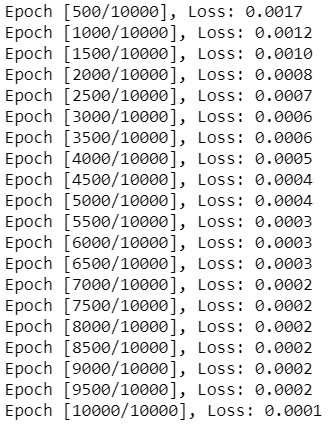 Epoch [500/10000], Loss: 0.0017
Epoch [1000/10000], Loss: 0.0012
Epoch [1500/10000], Loss: 0.0010
Epoch [2000/10000], Loss: 0.0008
Epoch [2500/10000], Loss: 0.0007
Epoch [3000/10000], Loss: 0.0006
Epoch [3500/10000], Loss: 0.0006
Epoch [4000/10000], Loss: 0.0005
Epoch [4500/10000], Loss: 0.0004
Epoch [5000/10000], Loss: 0.0004
Epoch [5500/10000], Loss: 0.0003
Epoch [6000/10000], Loss: 0.0003
Epoch [6500/10000], Loss: 0.0003
Epoch [7000/10000], Loss: 0.0002
Epoch [7500/10000], Loss: 0.0002
Epoch [8000/10000], Loss: 0.0002
Epoch [8500/10000], Loss: 0.0002
Epoch [9000/10000], Loss: 0.0002
Epoch [9500/10000], Loss: 0.0002
Epoch [10000/10000], Loss: 0.0001